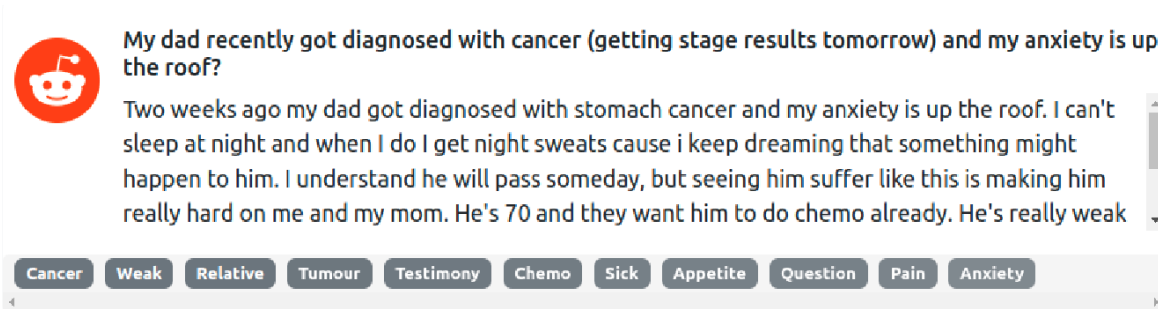 My dad recently got diagnosed with cancer (getting stage results tomorrow) and my anxiety is up
the roof?
Two weeks ago my dad got diagnosed with stomach cancer and my anxiety is up the roof. I can't
sleep at night and when I do I get night sweats cause i keep dreaming that something might
happen to him. I understand he will pass someday, but seeing him suffer like this is making him
really hard on me and my mom. He's 70 and they want him to do chemo already. He's really weak
Cancer Weak Relative Tumour Testimony Chemo Sick Appetite Question Pain Anxiety